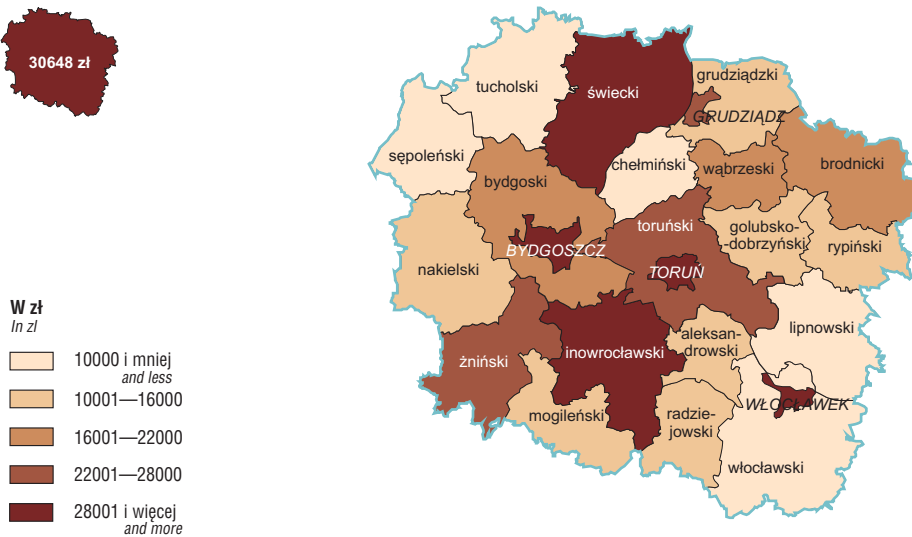 30648 zł
tucholski
świecki
grudziądzki
GRUDZIĄDZ
sępoleński
chełmiński
wąbrzeski
brodnicki
bydgoski
toruński
golubsko-
-dobrzyński
rypiński
BYDGOSZCZ
TORUŃ
nakielski
lipnowski
żniński
inowrocławski
aleksan-
drowski
mogileński
radzie-
jowski
WŁOCŁAWEK
włocławski
W zł
In zl
10000 i mniej
and less
10001—16000
16001—22000
22001—28000
28001 i więcej
and more